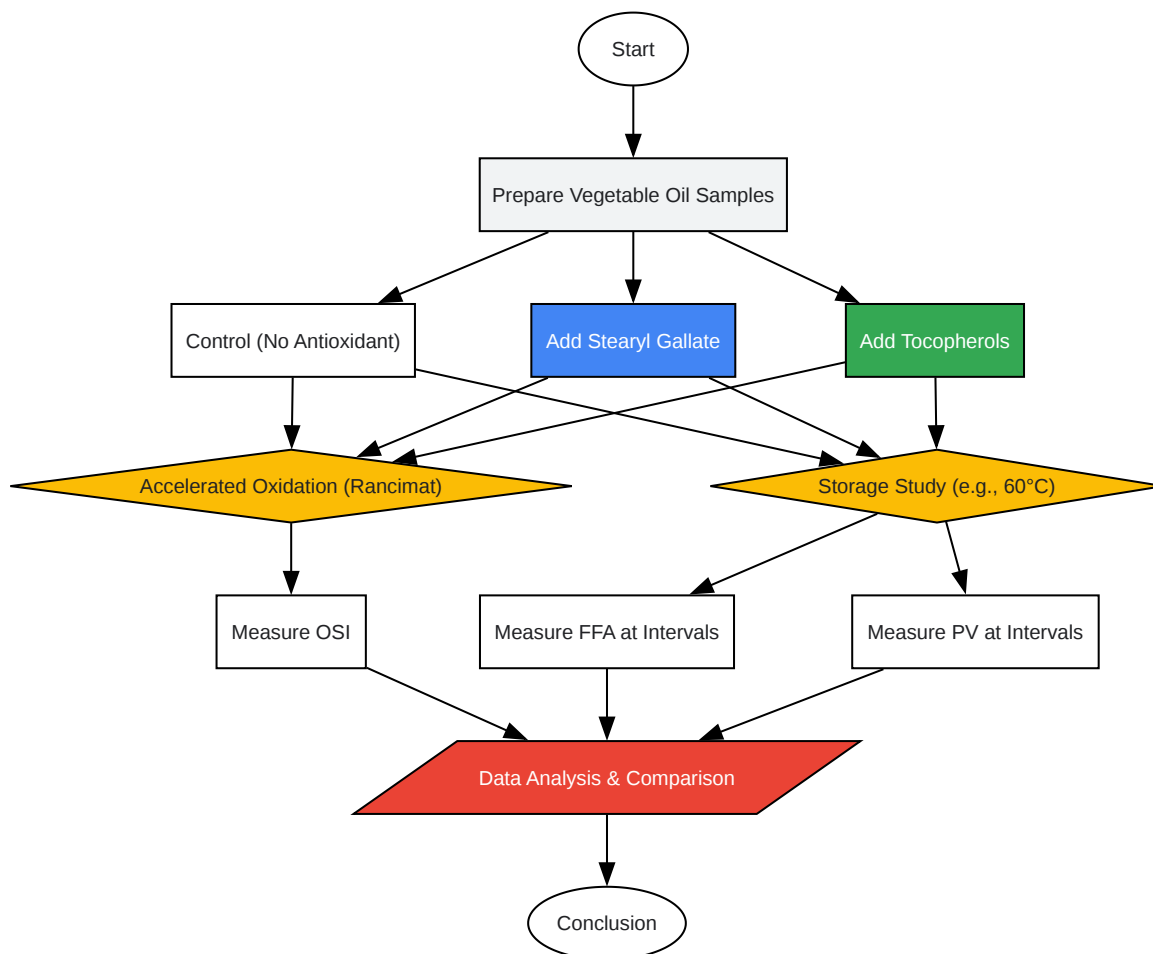 Start
Prepare Vegetable Oil Samples
Control (No Antioxidant)
Add Stearyl Gallate
Add Tocopherols
Accelerated Oxidation (Rancimat)
Storage Study (e.g., 60°C)
Measure OSI
Measure FFA at Intervals
Measure PV at Intervals
Data Analysis & Comparison
Conclusion